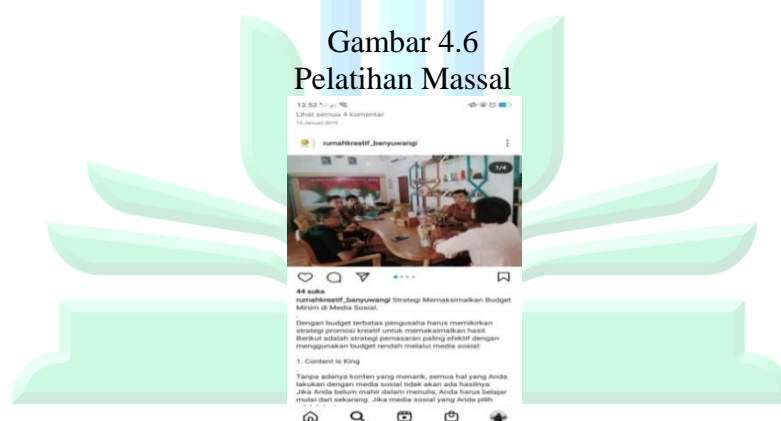 Gambar 4.6
Pelatihan Massal
13.52
Lihat semua 4 komentar
15 Januari 2019
rumahkreatif_banyuwangi
1/4
44 suka
rumahkreatif_banyuwangi Strategi Memaksimalkan Budget
Minim di Media Sosial.
.
Dengan budget terbatas pengusaha harus memikirkan
strategi promosi kreatif untuk memaksimalkan hasil.
Berikut adalah strategi pemasaran paling efektif dengan
menggunakan budget rendah melalui media sosial:
.
1. Content is King
.
Tanpa adanya konten yang menarik, semua hal yang Anda
lakukan dengan media sosial tidak akan ada hasilnya.
Jika Anda belum mahir dalam menulis, Anda harus belajar
mulai dari sekarang. Jika media sosial yang Anda pilih